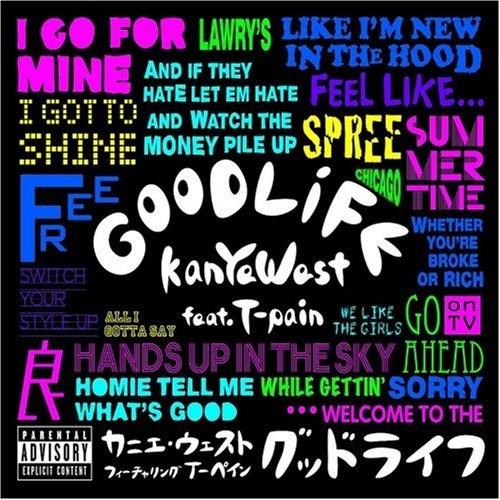 I GO FOR
MINE
I GOTTO
SHINE
LAWRY'S
AND IF THEY
HATE LET EM HATE
AND WATCH THE
MONEY PILE UP
LIKE I'M NEW
IN THE HOOD
FEEL LIKE...
SPREE
CHICAGO
SUM
MER
TIME
FREE
GOODLiFE
KanYeWest
feat. T-pain
WHETHER
YOU'RE
BROKE
OR RICH
SWITCH
YOUR
STYLE UP
ALL I
GOTTA SAY
WE LIKE
THE GIRLS
GO
on
TV
AHEAD
良
HANDS UP IN THE SKY
HOMIE TELL ME
WHAT'S GOOD
WHILE GETTIN'
SORRY
•••WELCOME TO THE
PARENTAL
ADVISORY
EXPLICIT CONTENT
カニエ・ウェスト
フィーチャリング T-ペイン
グッドライフ